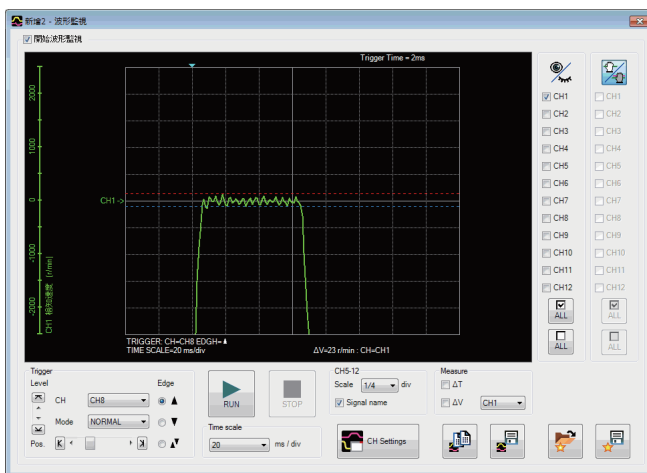 新增2 - 波形監視
開始波形監視
Trigger Time = 2ms
2000
1000
0
-1000
-2000
CH1 檢知速度 [r/min]
CH1->
TRIGGER: CH=CH8 EDGH=▲
TIME SCALE=20 ms/div
ΔV=23 r/min : CH=CH1
CH1
CH2
CH3
CH4
CH5
CH6
CH7
CH8
CH9
CH10
CH11
CH12
ALL
ALL
CH1
CH2
CH3
CH4
CH5
CH6
CH7
CH8
CH9
CH10
CH11
CH12
ALL
ALL
Trigger
Level
Edge
CH
CH8
Mode
NORMAL
Pos.
RUN
STOP
Time scale
20
ms / div
CH5-12
Scale 1/4 div
Signal name
CH Settings
Measure
ΔT
ΔV
CH1